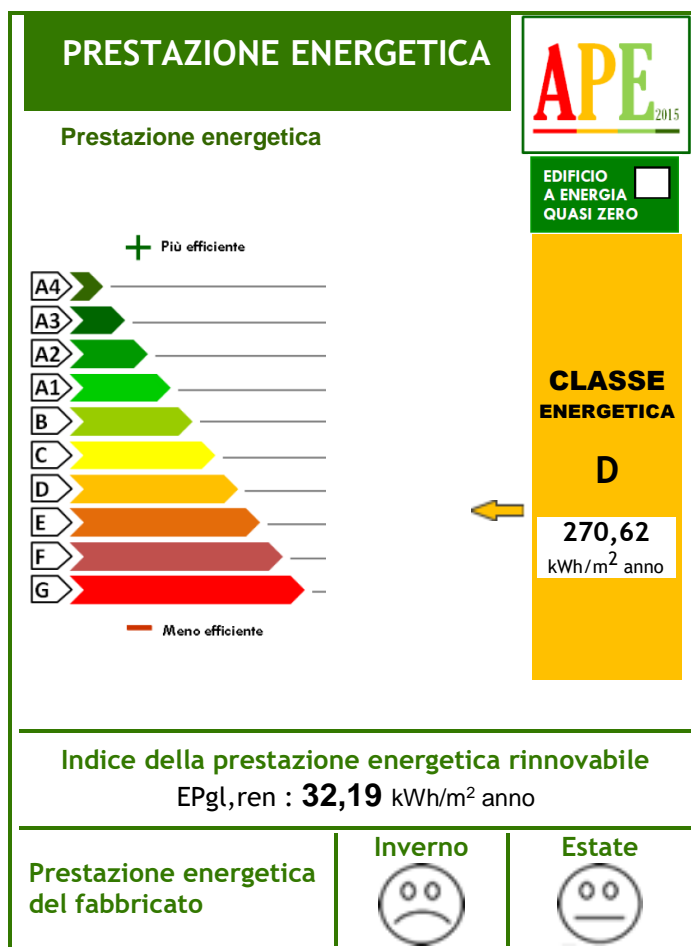 PRESTAZIONE ENERGETICA
APE
2015
Prestazione energetica
EDIFICIO
A ENERGIA
QUASI ZERO
Più efficiente
A4
A3
A2
A1
B
C
D
E
F
G
Meno efficiente
CLASSE
ENERGETICA
D
270,62
kWh/m² anno
Indice della prestazione energetica rinnovabile
EPgl,ren : 32,19 kWh/m² anno
Prestazione energetica
del fabbricato
Inverno
Estate